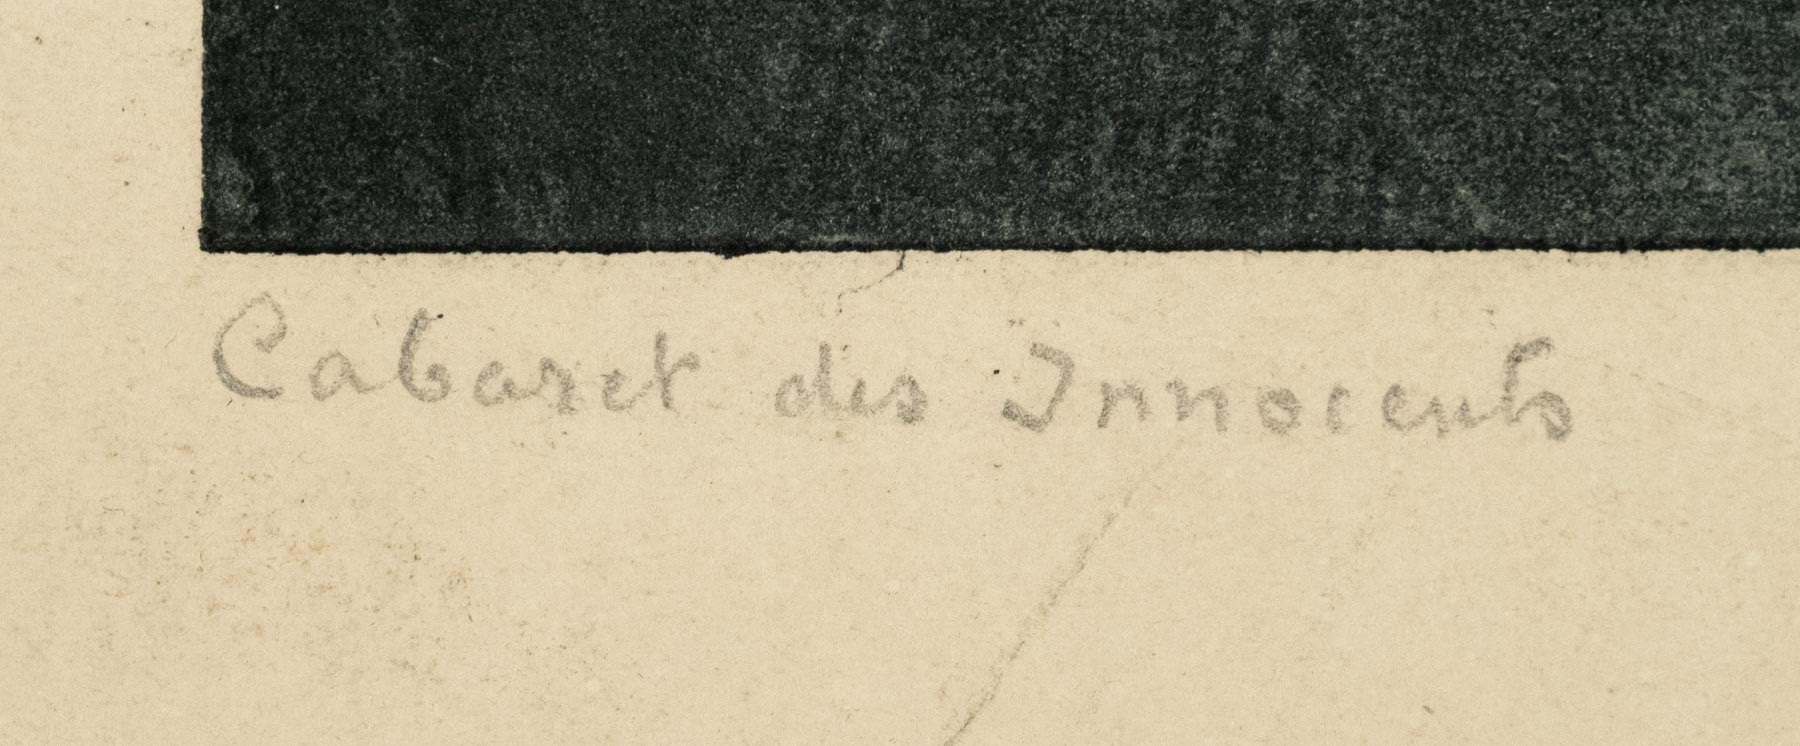 Cabaret des Innocents